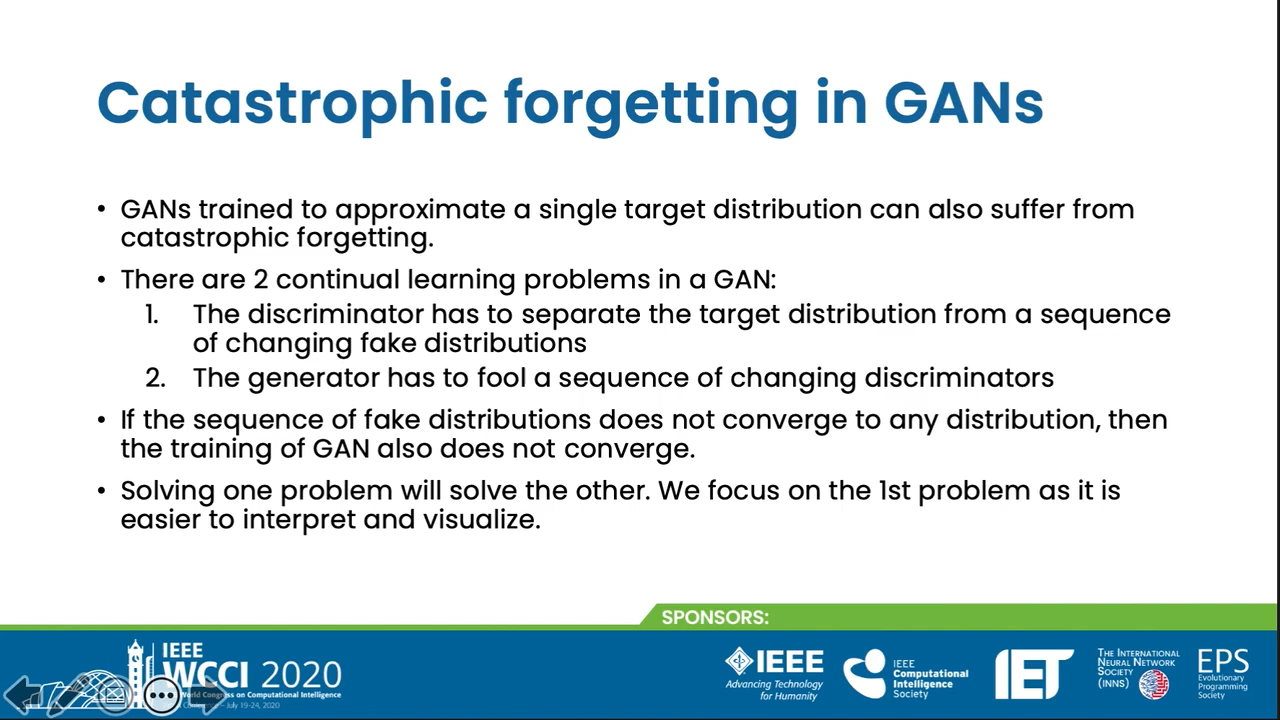 Catastrophic forgetting in GANs
• GANs trained to approximate a single target distribution can also suffer from
catastrophic forgetting.
• There are 2 continual learning problems in a GAN:
1. The discriminator has to separate the target distribution from a sequence
of changing fake distributions
2. The generator has to fool a sequence of changing discriminators
• If the sequence of fake distributions does not converge to any distribution, then
the training of GAN also does not converge.
• Solving one problem will solve the other. We focus on the 1st problem as it is
easier to interpret and visualize.
SPONSORS:
IEEE
WCCI 2020
World Congress on Computational Intelligence
July 19-24, 2020
IEEE
Advancing Technology
for Humanity
IEEE
Computational
Intelligence
Society
IET
The International
Neural Network
Society
(INNS)
EPS
Evolutionary
Programming
Society